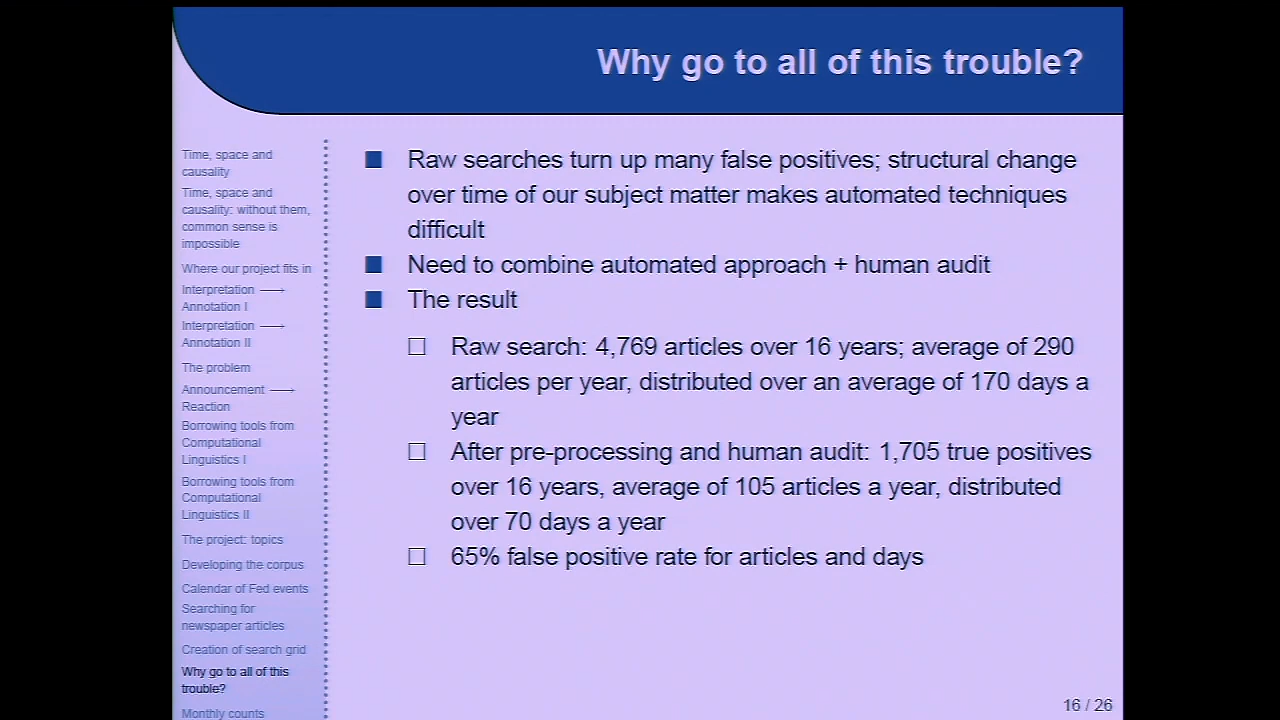 Why go to all of this trouble?
Time, space and
causality
Time, space and
causality: without them,
common sense is
impossible
Where our project fits in
Interpretation ⟶
Annotation I
Interpretation ⟶
Annotation II
The problem
Announcement ⟶
Reaction
Borrowing tools from
Computational
Linguistics I
Borrowing tools from
Computational
Linguistics II
The project: topics
Developing the corpus
Calendar of Fed events
Searching for
newspaper articles
Creation of search grid
Why go to all of this
trouble?
Monthly counts
Raw searches turn up many false positives; structural change
over time of our subject matter makes automated techniques
difficult
Need to combine automated approach + human audit
The result
Raw search: 4,769 articles over 16 years; average of 290
articles per year, distributed over an average of 170 days a
year
After pre-processing and human audit: 1,705 true positives
over 16 years, average of 105 articles a year, distributed
over 70 days a year
65% false positive rate for articles and days
16 / 26